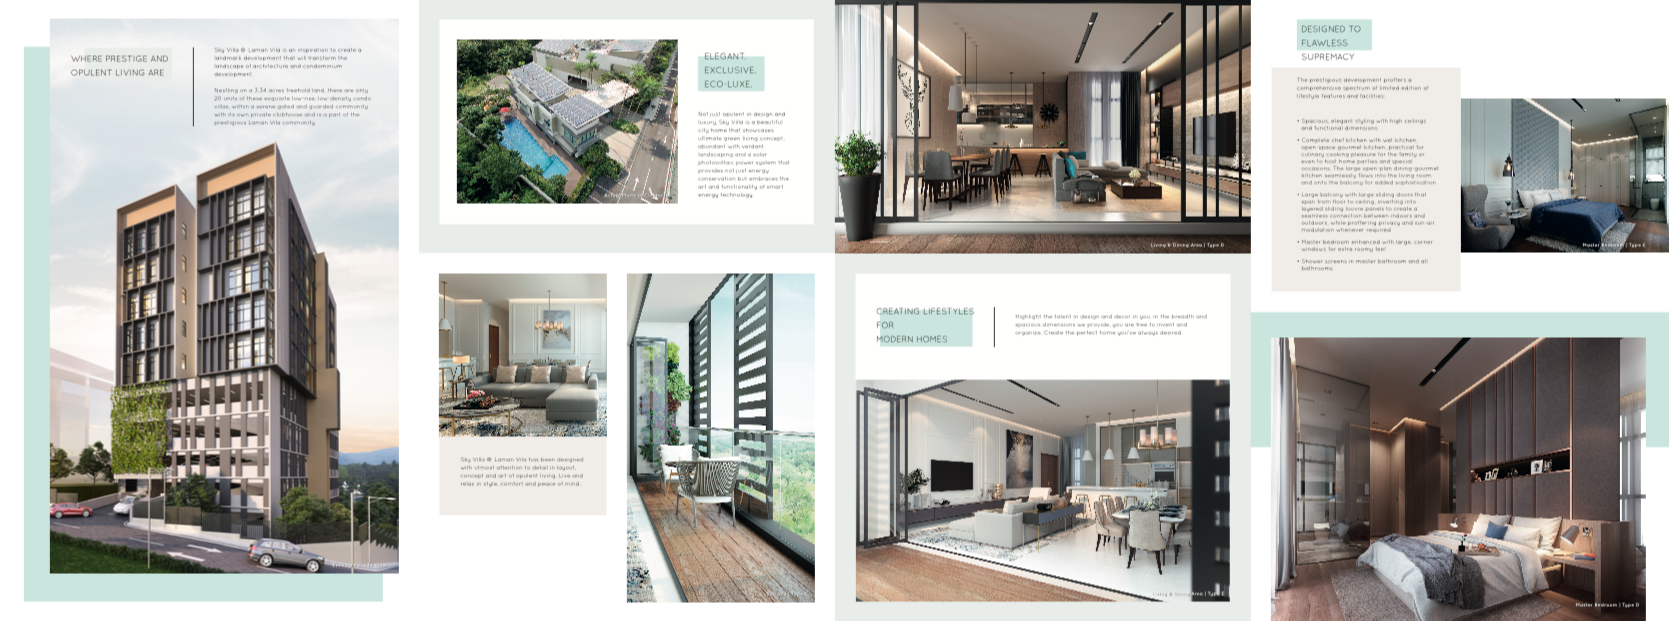 WHERE PRESTIGE AND
OPULENT LIVING ARE
Sky Villa @ Laman Vila is an inspiration to create a
landmark development that will transform the
landscape of architecture and condominium
development.
Nestling on a 3.34 acres freehold land, there are only
20 units of these exquisite low-rise, low-density condo
villas, within a serene gated and guarded community
with its own private clubhouse and is a part of the
prestigious Laman Vila community.
ELEGANT.
EXCLUSIVE.
ECO-LUXE.
Not just opulent in design and
luxury, Sky Villa is a beautiful
city home that showcases
ultimate green living concept,
abundant with verdant
landscaping and a solar
photovoltaic power system that
provides not just energy
conservation but embraces the
art and functionality of smart
energy technology.
Sky Villa @ Laman Vila has been designed
with utmost attention to detail in layout,
concept and art of opulent living. Live and
relax in style, comfort and peace of mind.
Living & Dining Area | Type D
CREATING LIFESTYLES
FOR
MODERN HOMES
Highlight the talent in design and decor in you, in the breadth and
spacious dimensions we provide, you are free to invent and
organize. Create the perfect home you've always desired.
Living & Dining Area | Type E
DESIGNED TO
FLAWLESS
SUPREMACY
The prestigious development proffers a
comprehensive spectrum of limited edition of
lifestyle features and facilities:
• Spacious, elegant styling with high ceilings
and functional dimensions.
• Complete chef kitchen with wet kitchen,
open-space gourmet kitchen, practical for
culinary cooking pleasure for the family or
even to host home parties and special
occasions. The large open-plan dining-gourmet
kitchen seamlessly flows into the living room
and onto the balcony for added sophistication
• Large balcony with large sliding doors that
span from floor to ceiling, inverting into
layered sliding louvre panels to create a
seamless connection between indoors and
outdoors, while proffering privacy and sun-air
modulation whenever required.
• Master bedroom enhanced with large, corner
windows for extra roomy feel
• Shower screens in master bathroom and all
bathrooms
Master Bedroom | Type E
Master Bedroom | Type D